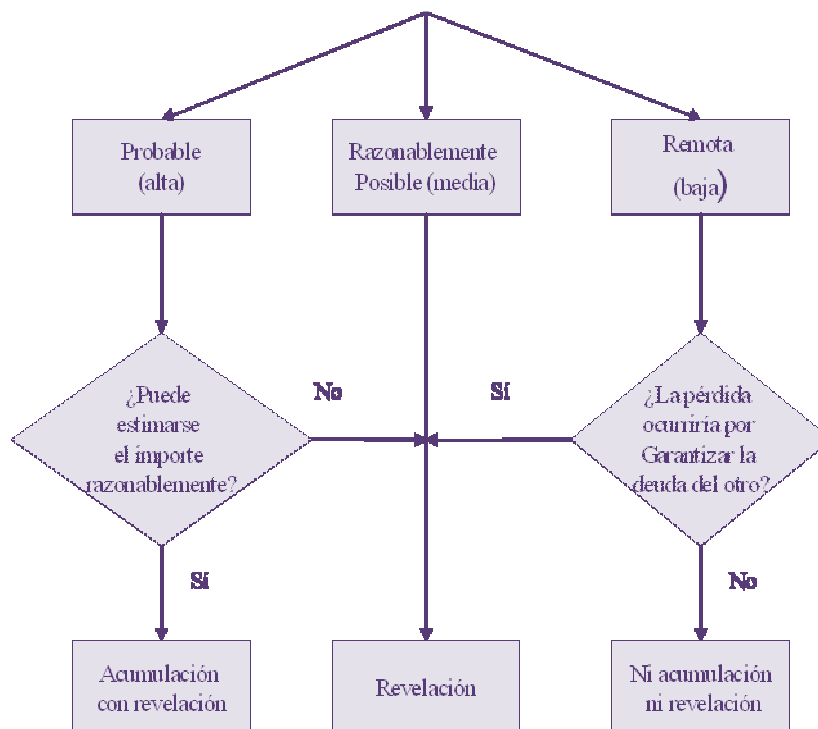 Probable
(alta)
Razonablemente
Posible (media)
Remota
(baja)
¿Puede
estimarse
el importe
razonablemente?
No
Sí
¿La pérdida
ocurriría por
Garantizar la
deuda del otro?
Sí
No
Acumulación
con revelación
Revelación
Ni acumulación
ni revelación